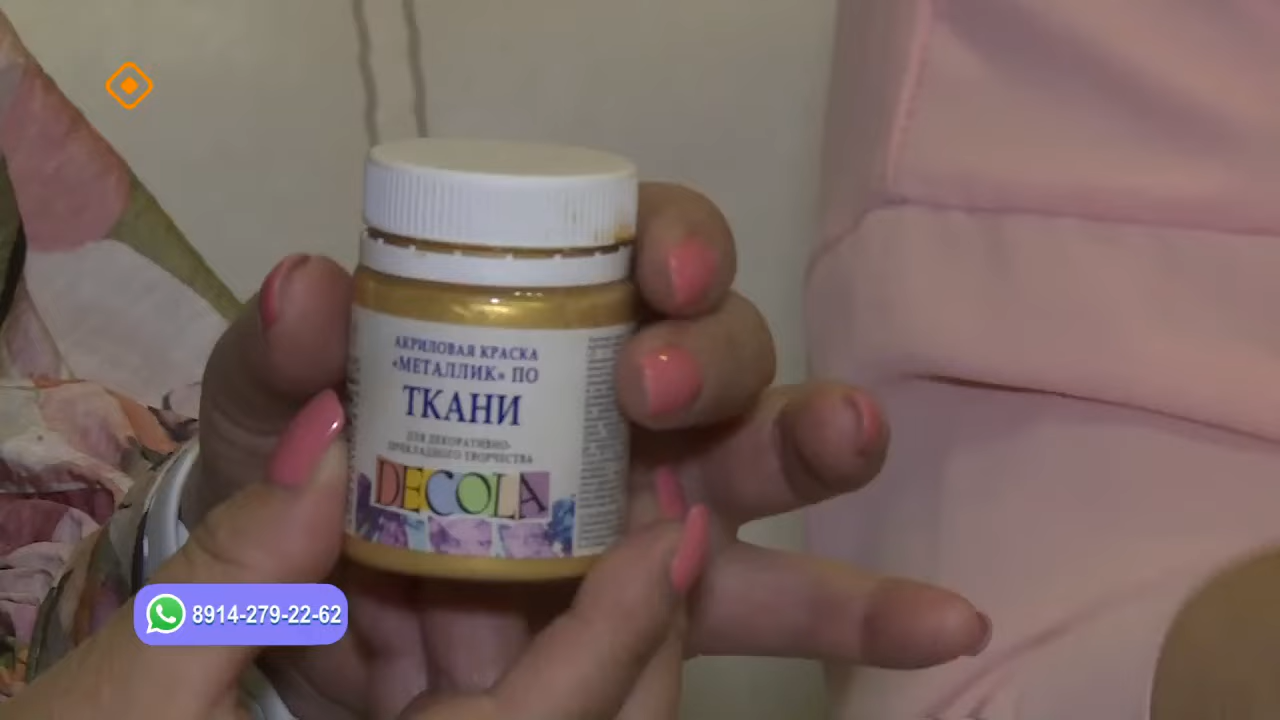 АКРИЛОВАЯ КРАСКА
«МЕТАЛЛИК» ПО
ТКАНИ
ДЛЯ ДЕКОРАТИВНО-
ПРИКЛАДНОГО ТВОРЧЕСТВА
DECOLA
8914-279-22-62